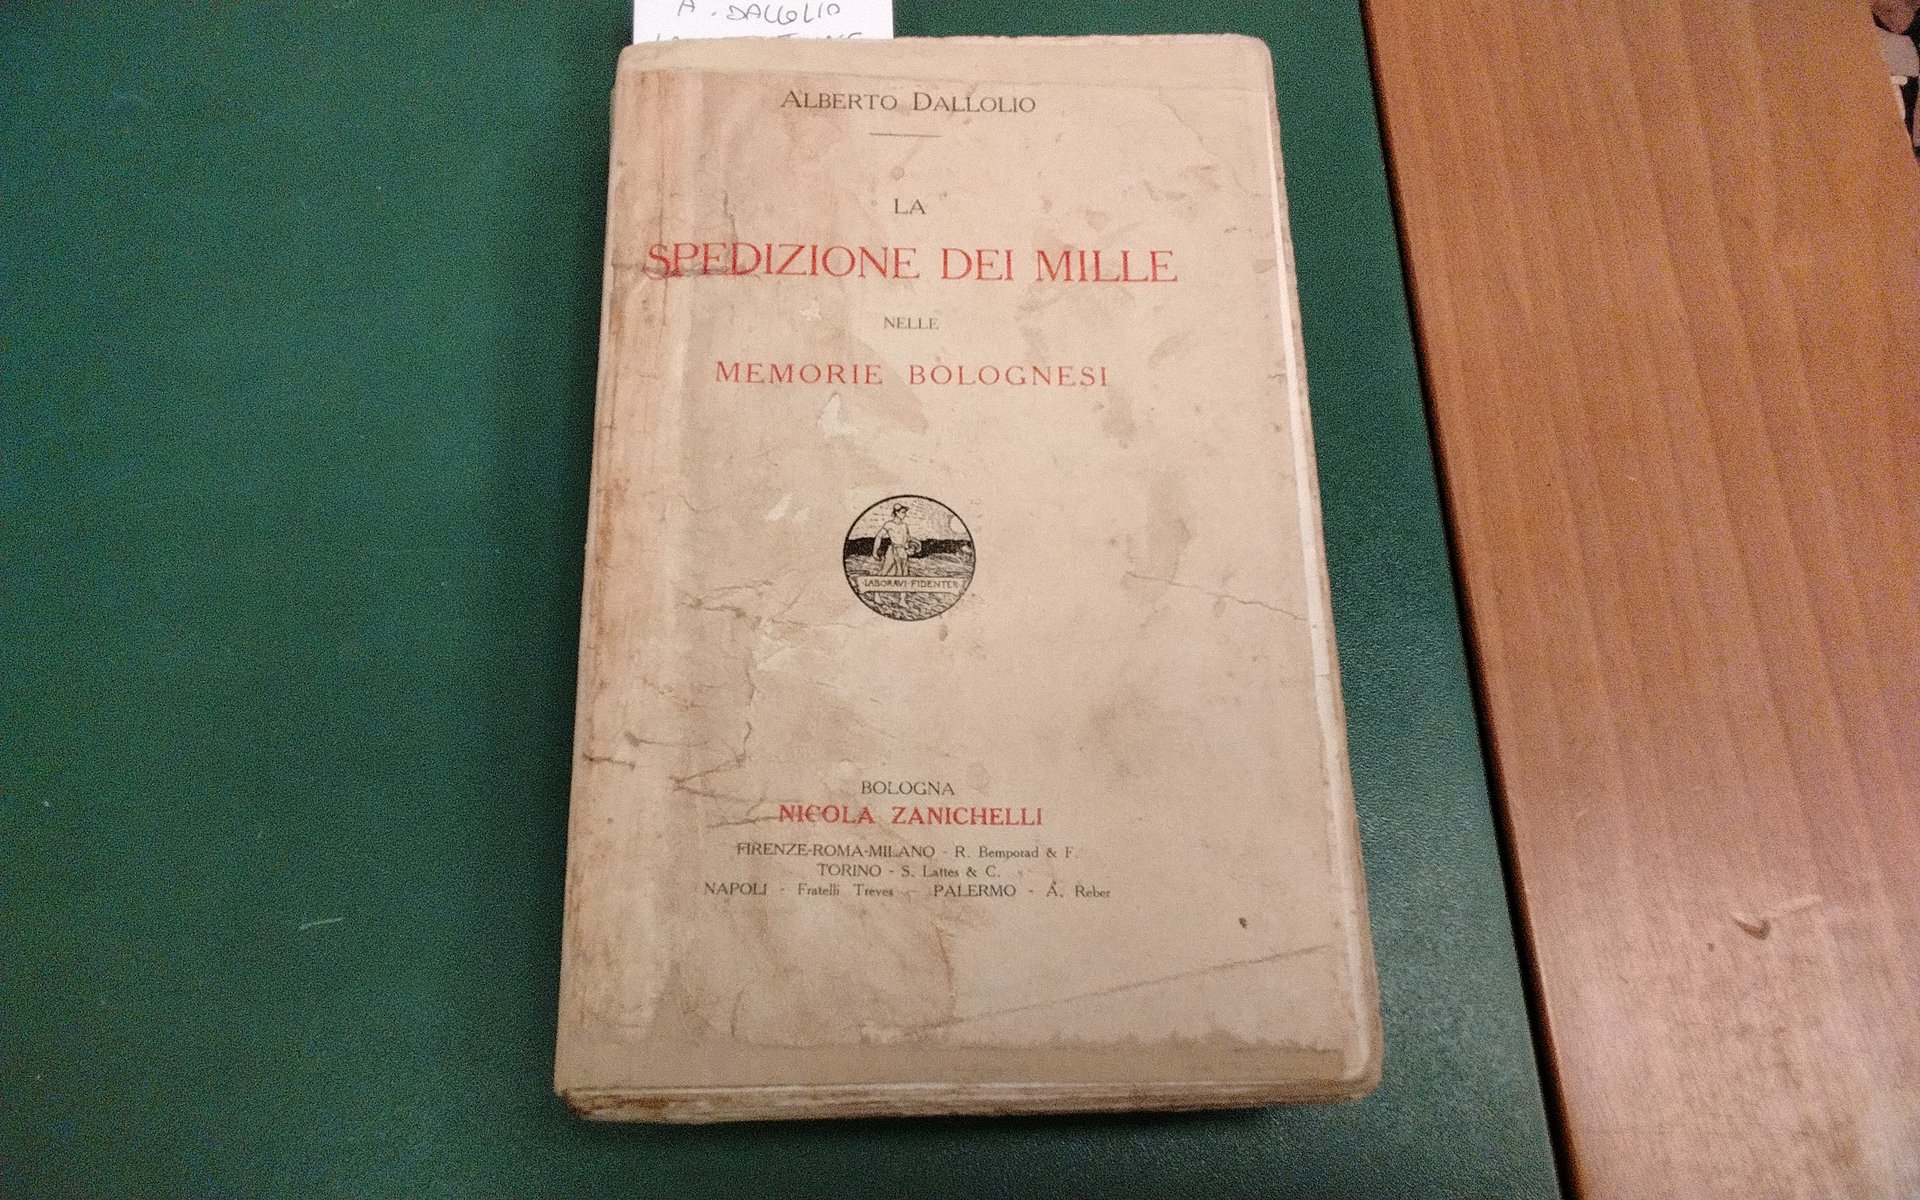 A. DALLOLIO
ALBERTO DALLOLIO
LA
SPEDIZIONE DEI MILLE
NELLE
MEMORIE BOLOGNESI
LABORAVI FIDENTER
BOLOGNA
NICOLA ZANICHELLI
FIRENZE-ROMA-MILANO - R. Bemporad & F.
TORINO - S. Lattes & C.
NAPOLI - Fratelli Treves - PALERMO - A. Reber